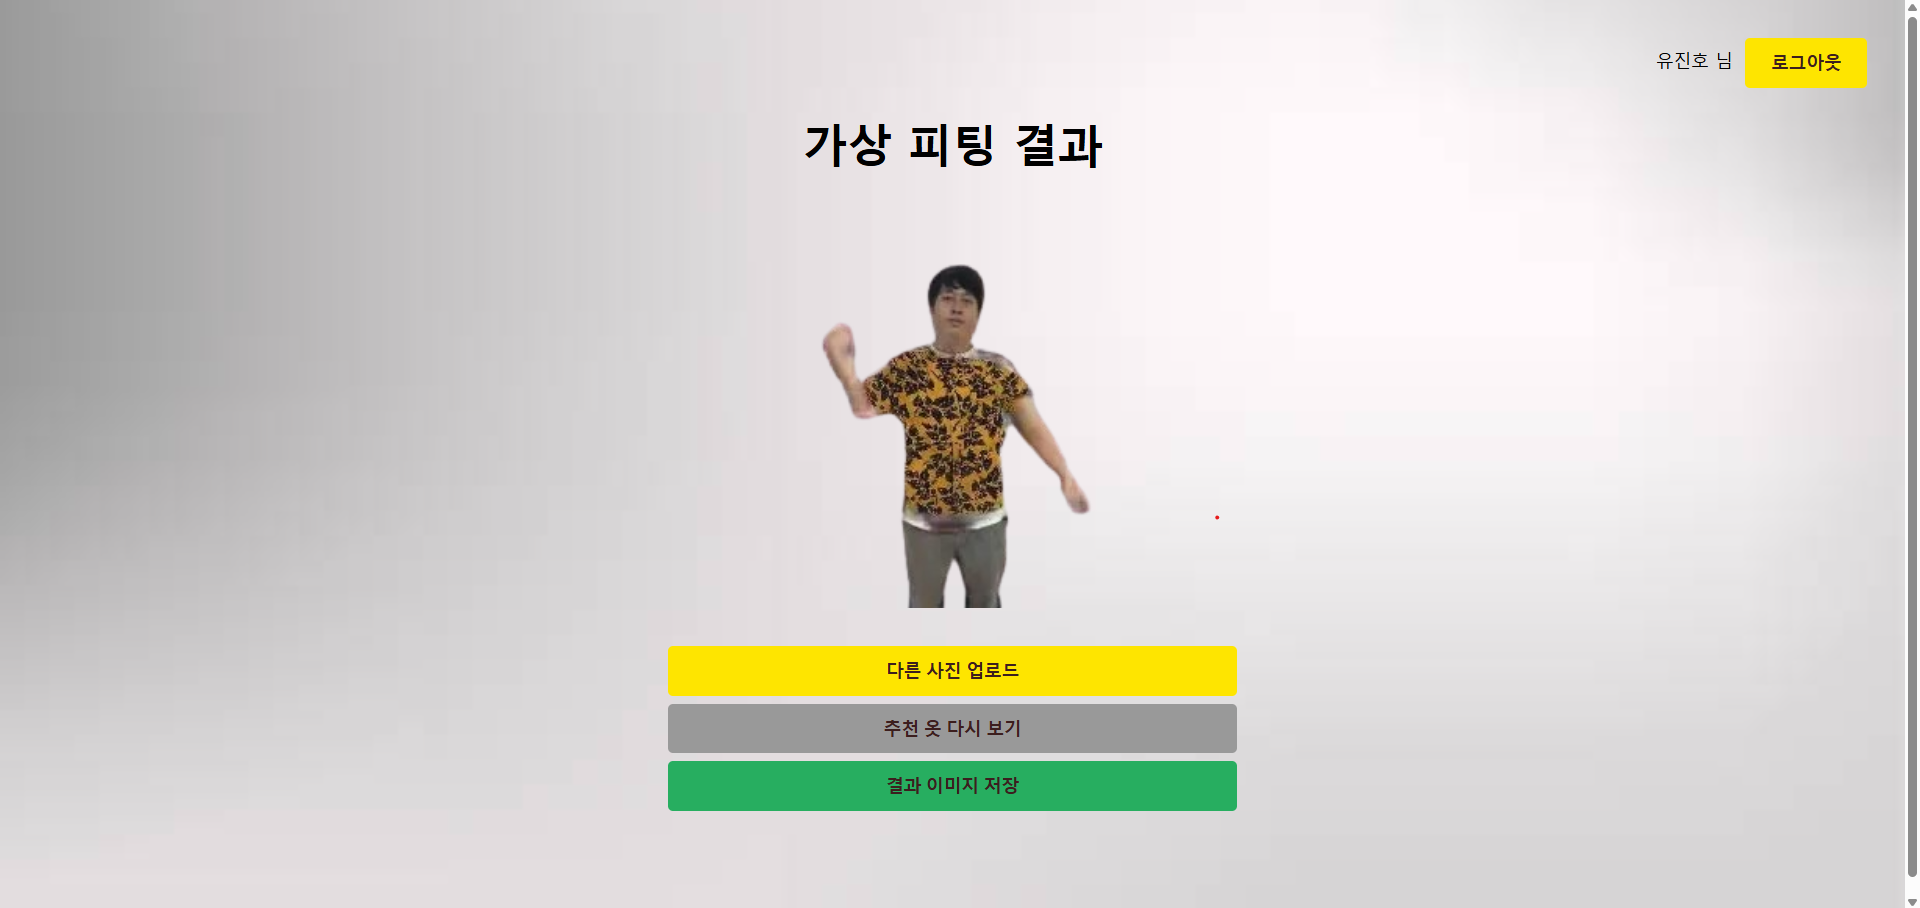 유진호 님
로그아웃
가상 피팅 결과
다른 사진 업로드
추천 옷 다시 보기
결과 이미지 저장